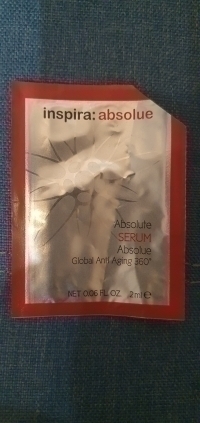 inspira: absolue
Absolute
SERUM
Absolue
Global Anti-Aging 360°
NET 0.06 FL. OZ. 2 ml ℮